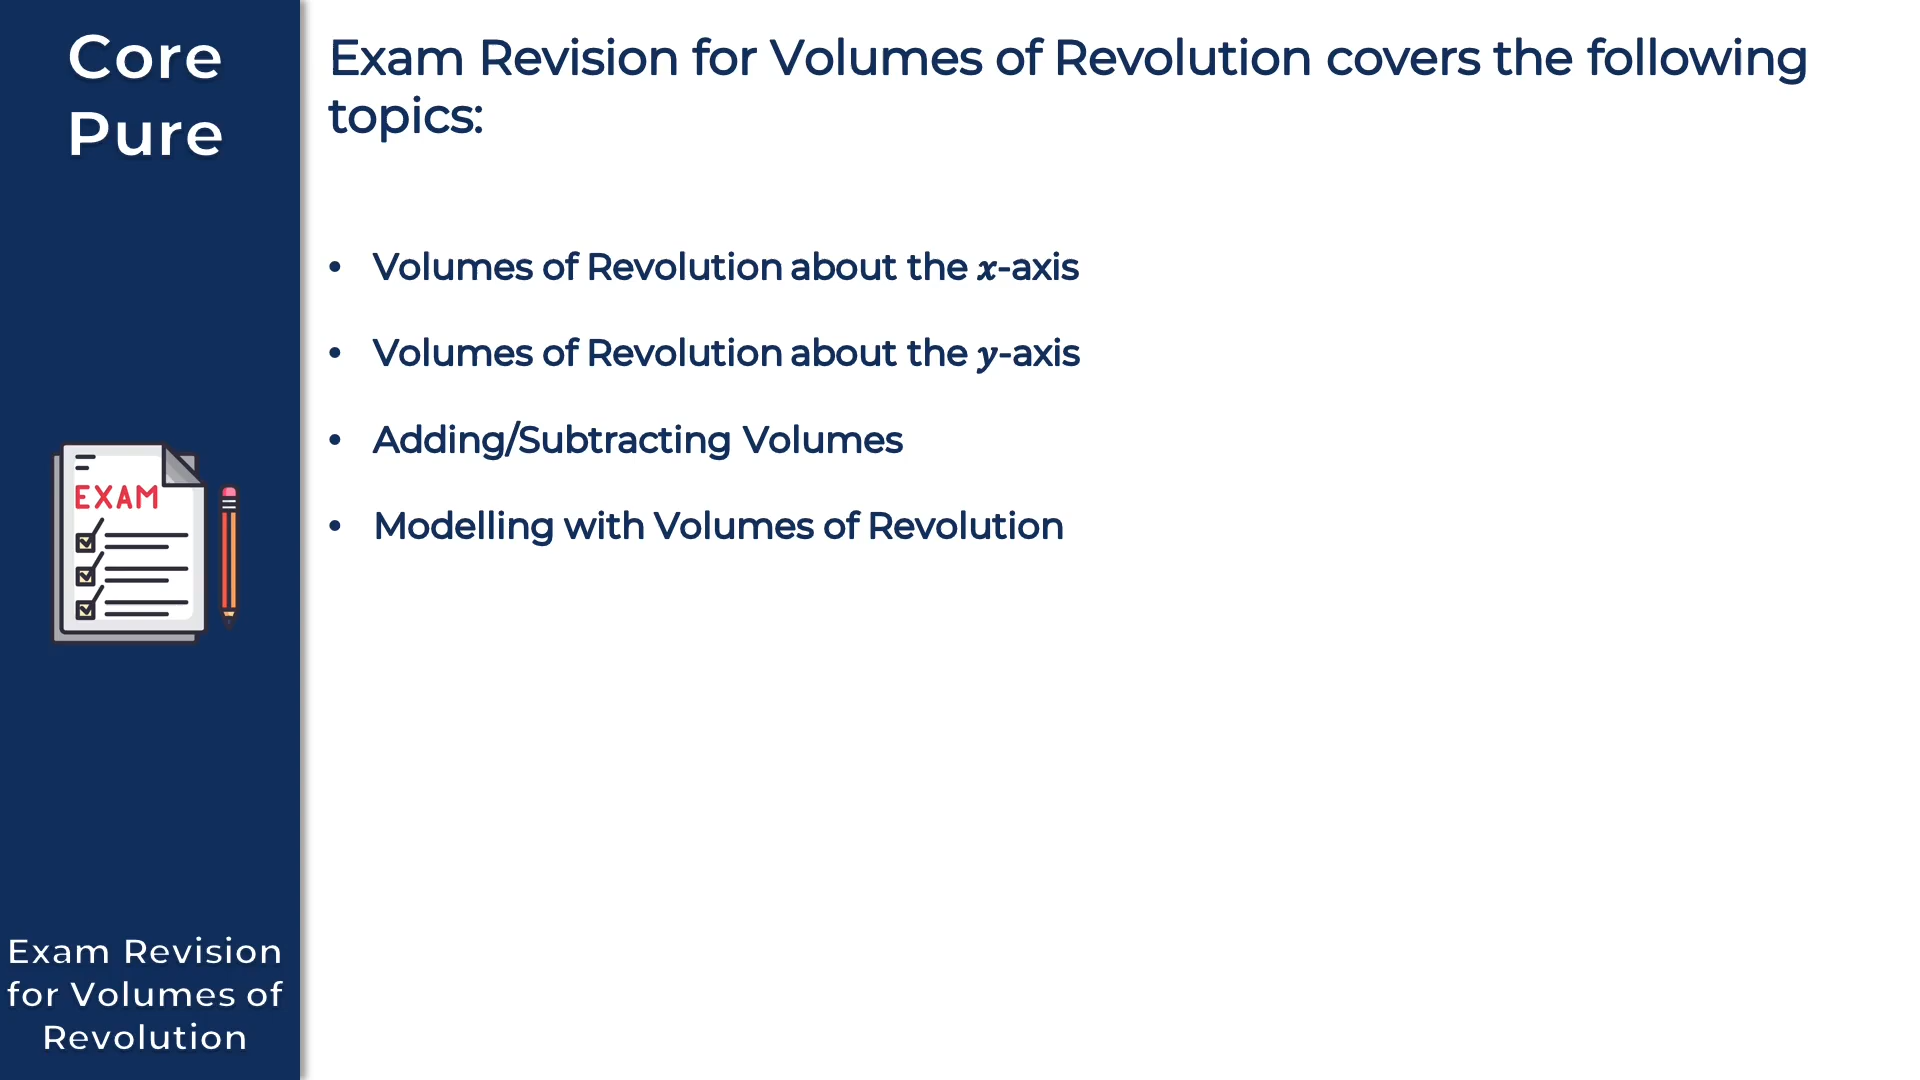 Core
Pure
EXAM
Exam Revision
for Volumes of
Revolution
Exam Revision for Volumes of Revolution covers the following
topics:
• Volumes of Revolution about the x-axis
• Volumes of Revolution about the y-axis
• Adding/Subtracting Volumes
• Modelling with Volumes of Revolution